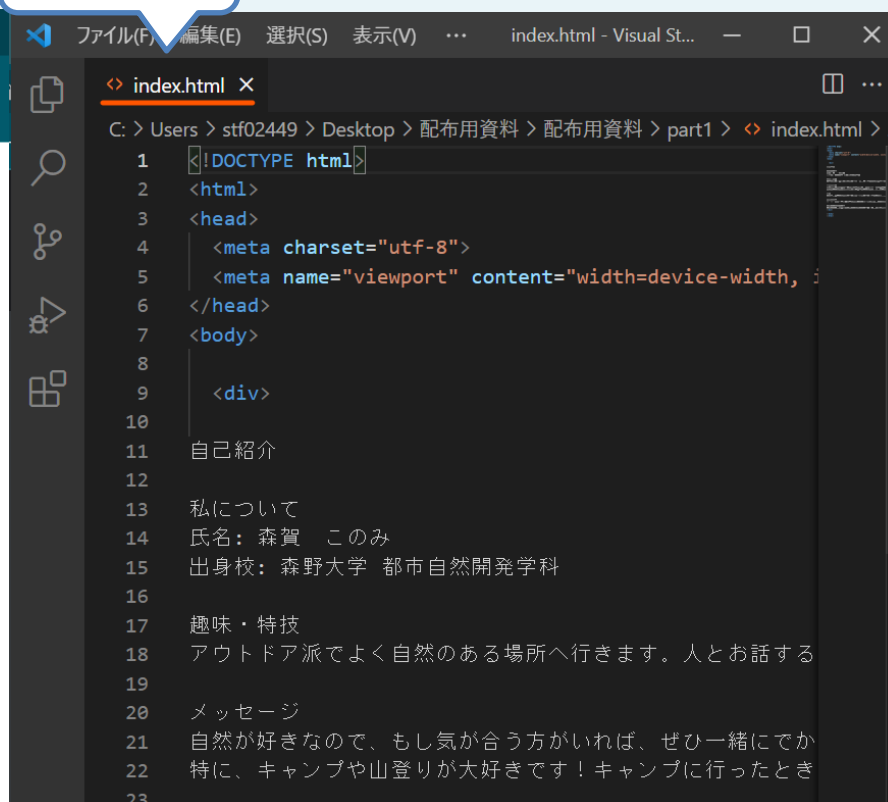 ファイル(F) 編集(E) 選択(S) 表示(V) ··· index.html - Visual St...
index.html
C: > Users > stf02449 > Desktop > 配布用資料 > 配布用資料 > part1 > <> index.html >
1 <!DOCTYPE html>
2 <html>
3 <head>
4 <meta charset="utf-8">
5 <meta name="viewport" content="width=device-width,
6 </head>
7 <body>
8
9 <div>
10
11 自己紹介
12
13 私について
14 氏名: 森賀　このみ
15 出身校: 森野大学 都市自然開発学科
16
17 趣味・特技
18 アウトドア派でよく自然のある場所へ行きます。人とお話する
19
20 メッセージ
21 自然が好きなので、もし気が合う方がいれば、ぜひ一緒にでか
22 特に、キャンプや山登りが大好きです！キャンプに行ったとき
23